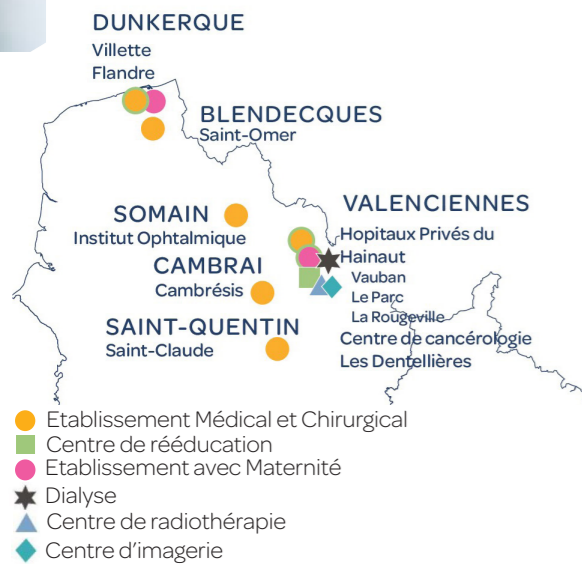 DUNKERQUE
Villette
Flandre
BLENDECQUES
Saint-Omer
SOMAIN
Institut Ophtalmique
VALENCIENNES
Hopitaux Privés du
Hainaut
Vauban
Le Parc
La Rougeville
Centre de cancérologie
Les Dentellières
CAMBRAI
Cambrésis
SAINT-QUENTIN
Saint-Claude
Etablissement Médical et Chirurgical
Centre de rééducation
Etablissement avec Maternité
Dialyse
Centre de radiothérapie
Centre d'imagerie